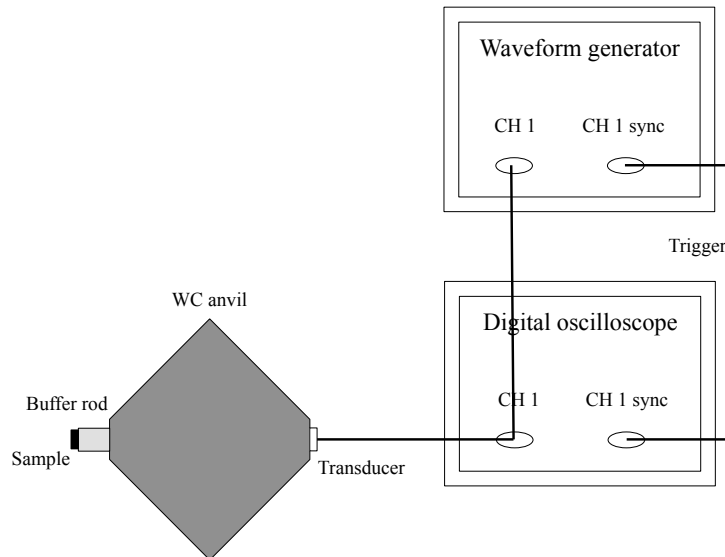 Waveform generator
CH 1
CH 1 sync
Trigger
WC anvil
Digital oscilloscope
CH 1
CH 1 sync
Buffer rod
Sample
Transducer